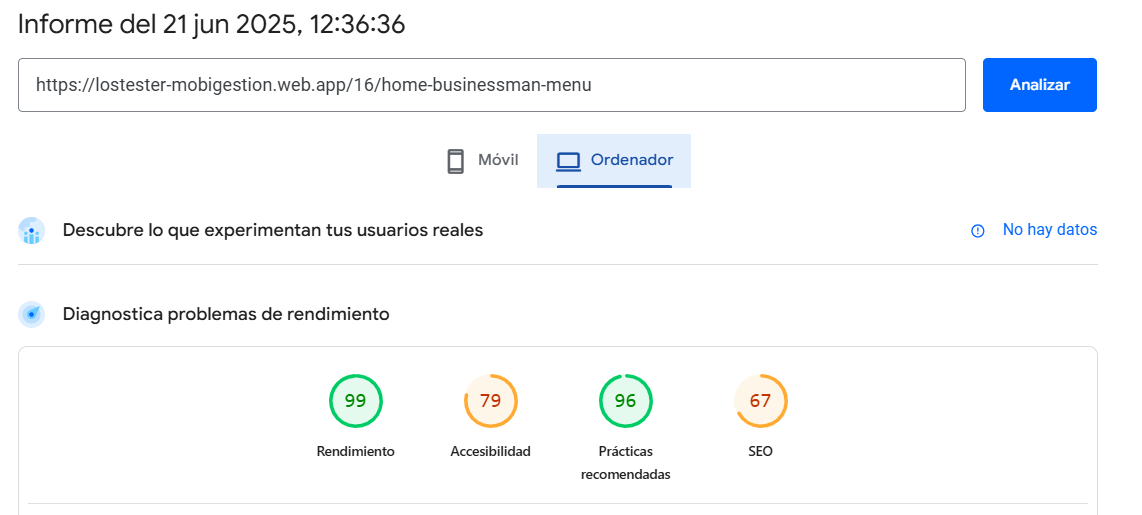 Informe del 21 jun 2025, 12:36:36
https://lostester-mobigestion.web.app/16/home-businessman-menu
Analizar
Móvil
Ordenador
Descubre lo que experimentan tus usuarios reales
No hay datos
Diagnostica problemas de rendimiento
99
79
96
67
Rendimiento
Accesibilidad
Prácticas
recomendadas
SEO